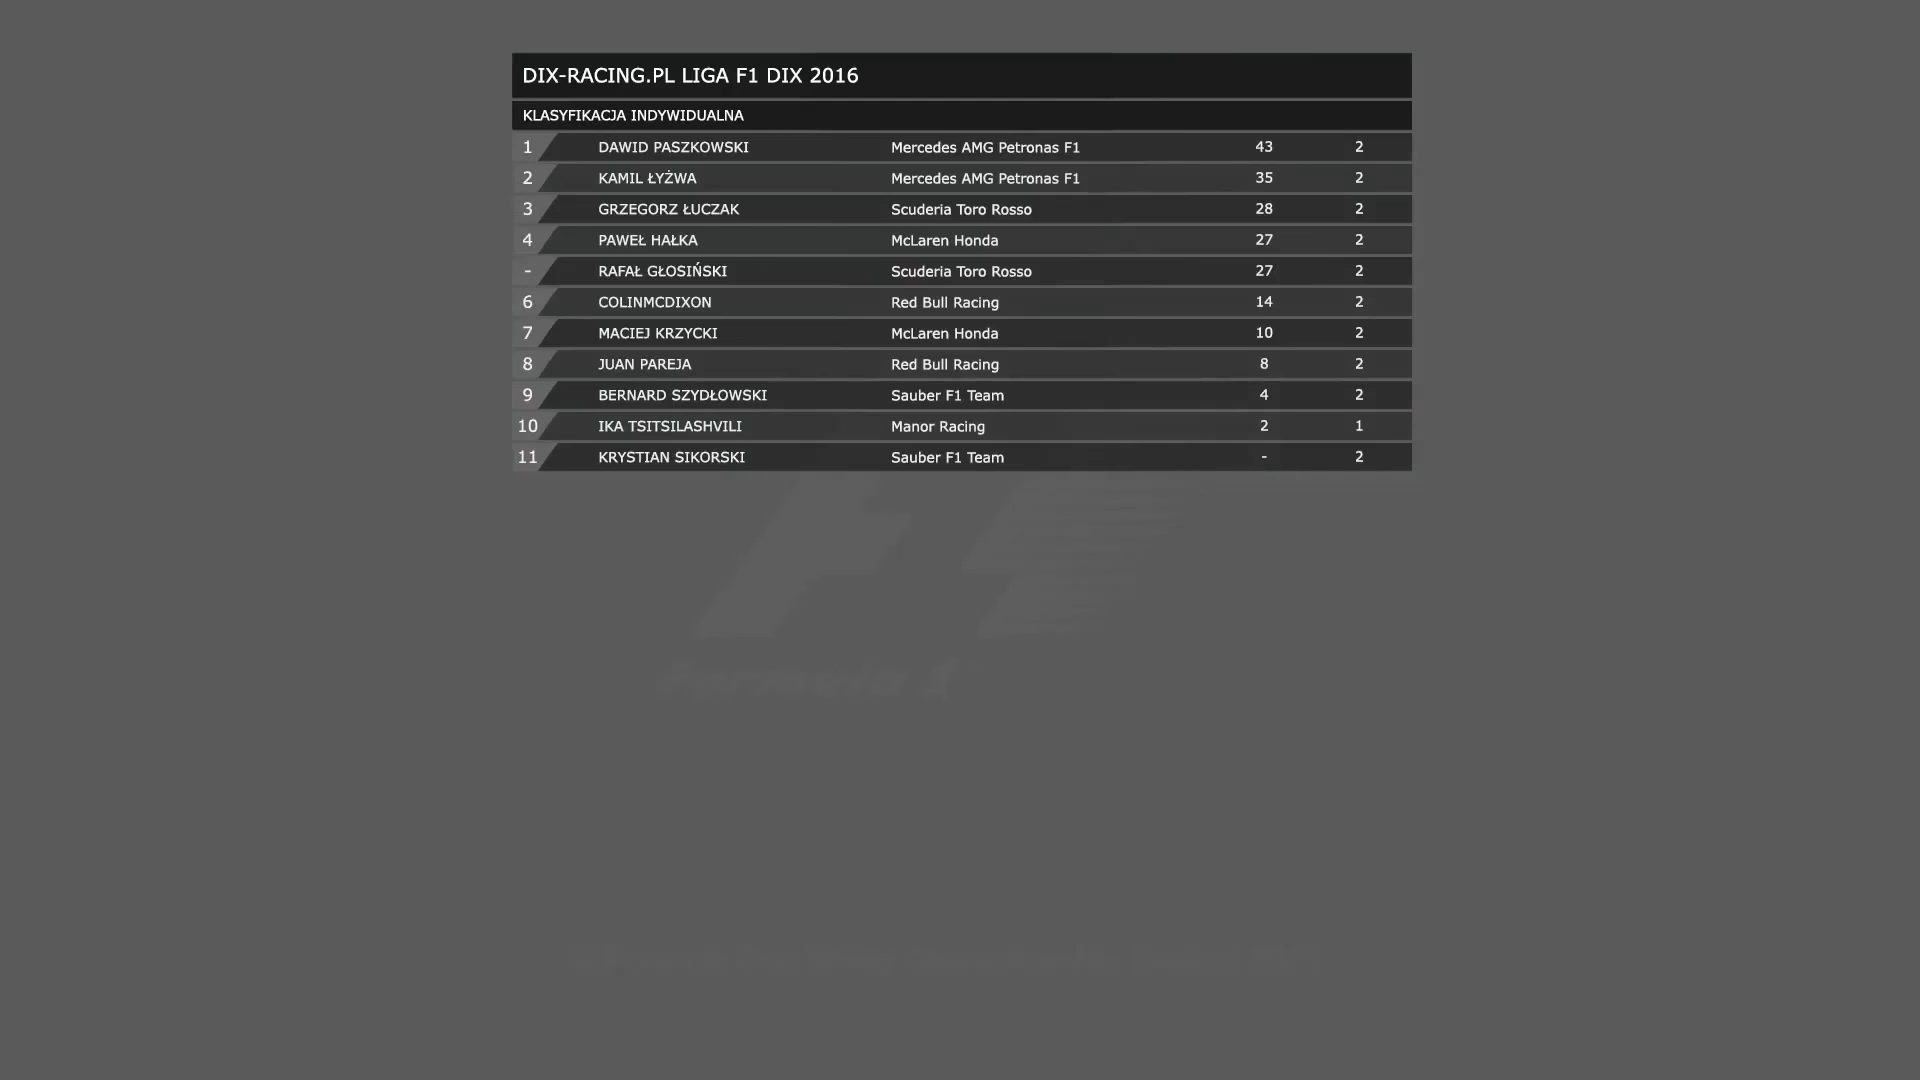 DIX-RACING.PL LIGA F1 DIX 2016
KLASYFIKACJA INDYWIDUALNA
1 DAWID PASZKOWSKI Mercedes AMG Petronas F1 43 2
2 KAMIL ŁYŻWA Mercedes AMG Petronas F1 35 2
3 GRZEGORZ ŁUCZAK Scuderia Toro Rosso 28 2
4 PAWEŁ HAŁKA McLaren Honda 27 2
- RAFAŁ GŁOSIŃSKI Scuderia Toro Rosso 27 2
6 COLINMCDIXON Red Bull Racing 14 2
7 MACIEJ KRZYCKI McLaren Honda 10 2
8 JUAN PAREJA Red Bull Racing 8 2
9 BERNARD SZYDŁOWSKI Sauber F1 Team 4 2
10 IKA TSITSILASHVILI Manor Racing 2 1
11 KRYSTIAN SIKORSKI Sauber F1 Team - 2
Formula 1